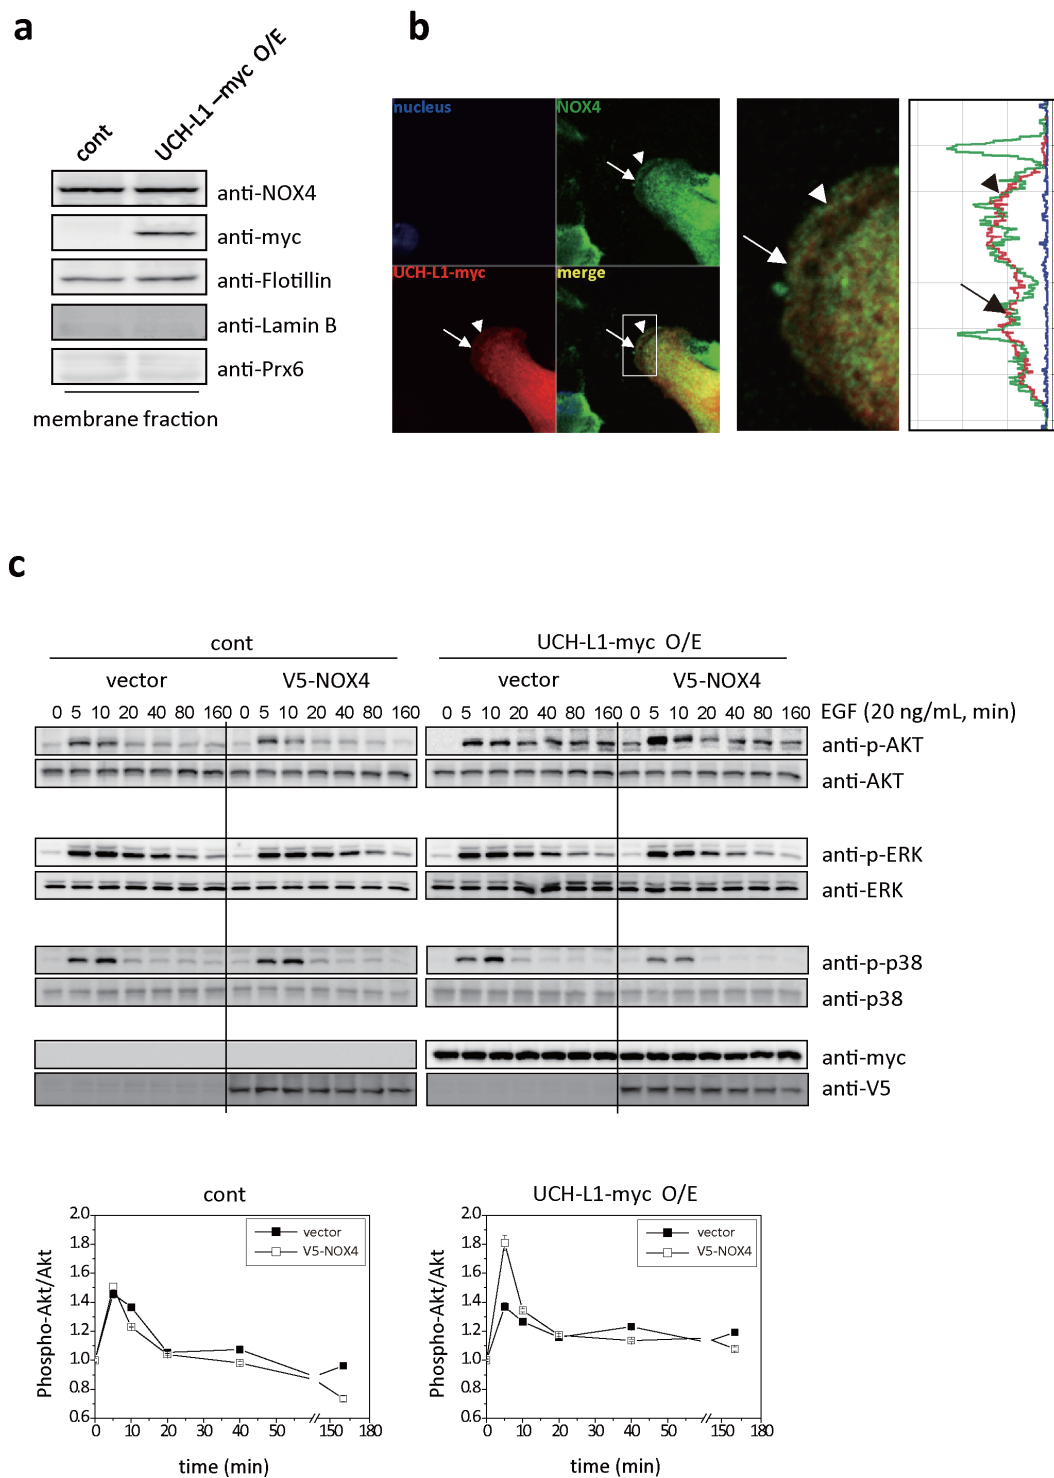 a
cont
UCH-L1 –myc O/E
anti-NOX4
anti-myc
anti-Flotillin
anti-Lamin B
anti-Prx6
membrane fraction
b
nucleus
NOX4
UCH-L1-myc
merge
c
cont
UCH-L1-myc O/E
vector
V5-NOX4
vector
V5-NOX4
0 5 10 20 40 80 160 0 5 10 20 40 80 160
0 5 10 20 40 80 160 0 5 10 20 40 80 160
EGF (20 ng/mL, min)
anti-p-AKT
anti-AKT
anti-p-ERK
anti-ERK
anti-p-p38
anti-p38
anti-myc
anti-V5
cont
2.0
1.8
1.6
1.4
1.2
1.0
0.8
0.6
Phospho-Akt/Akt
vector
V5-NOX4
0 10 20 30 40 50 150 180
time (min)
UCH-L1-myc O/E
2.0
1.8
1.6
1.4
1.2
1.0
0.8
0.6
Phospho-Akt/Akt
vector
V5-NOX4
0 10 20 30 40 50 150 180
time (min)